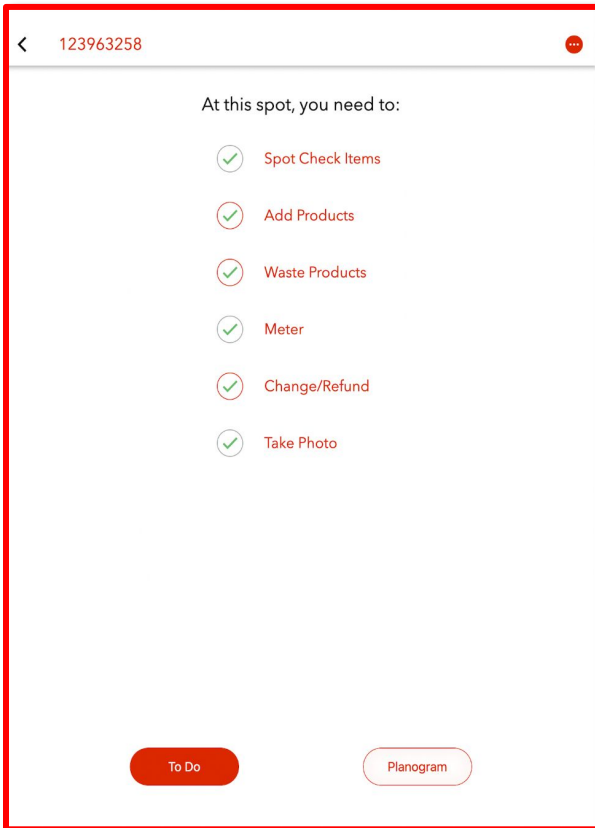 123963258
At this spot, you need to:
Spot Check Items
Add Products
Waste Products
Meter
Change/Refund
Take Photo
To Do
Planogram